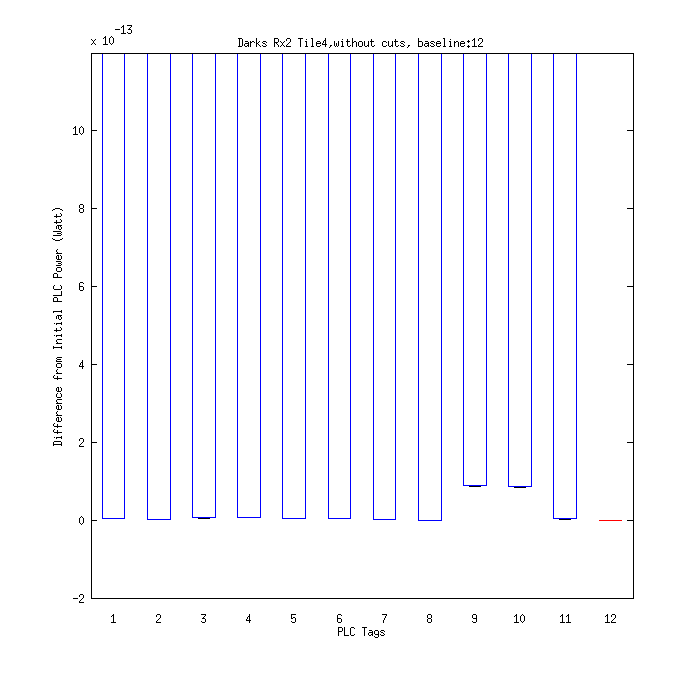 x 10^-13
Darks Rx2 Tile4,without cuts, baseline:12
Difference from Initial PLC Power (Watt)
10
8
6
4
2
0
-2
1 2 3 4 5 6 7 8 9 10 11 12
PLC Tags